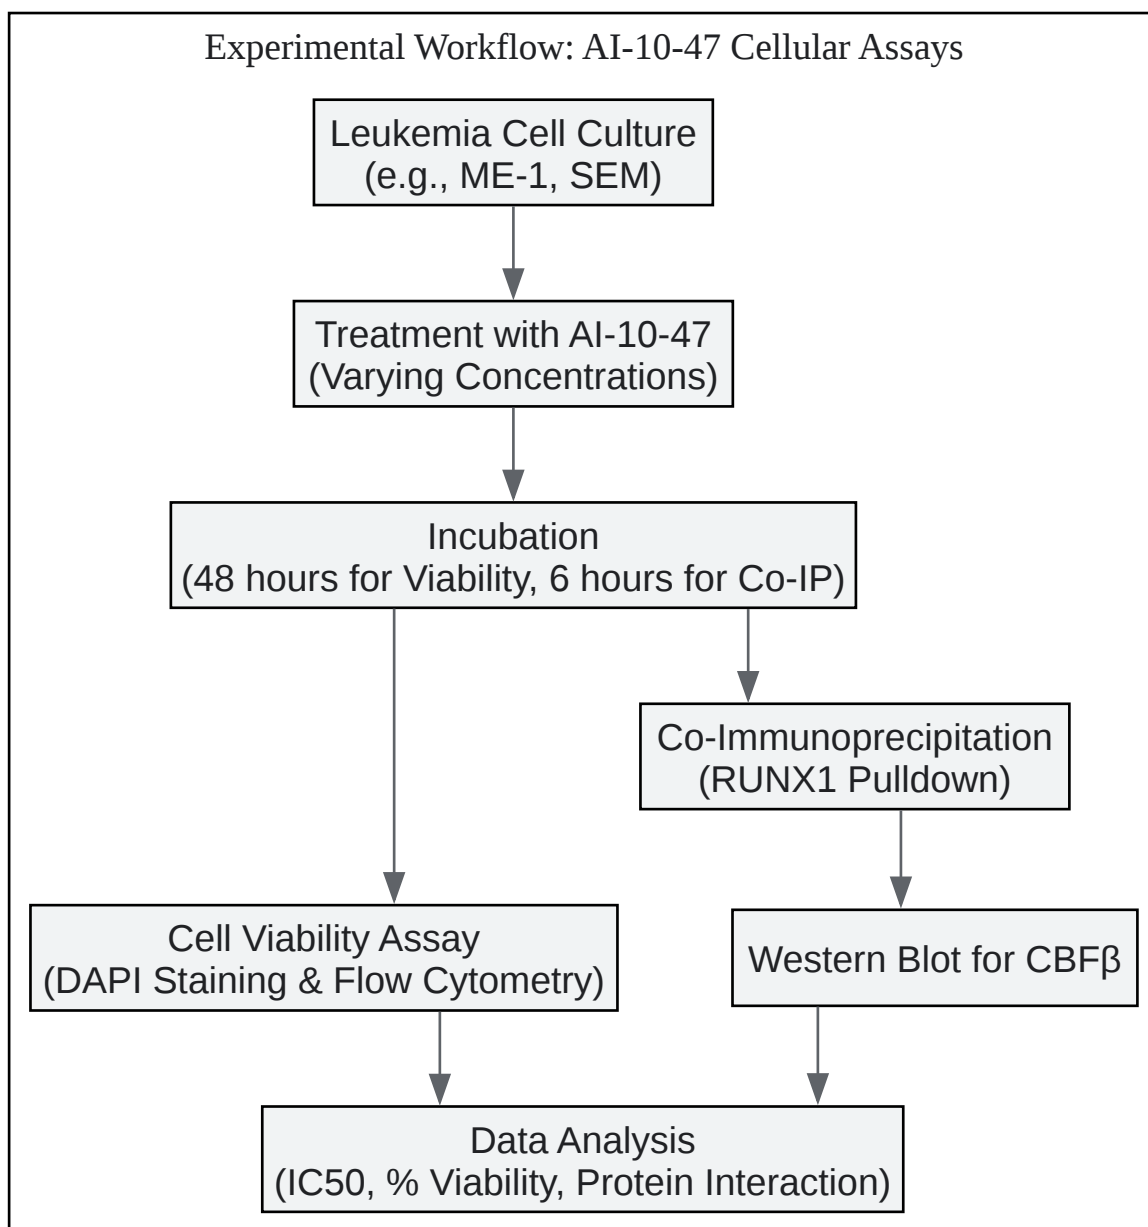 Experimental Workflow: AI-10-47 Cellular Assays
Leukemia Cell Culture
(e.g., ME-1, SEM)
Treatment with AI-10-47
(Varying Concentrations)
Incubation
(48 hours for Viability, 6 hours for Co-IP)
Co-Immunoprecipitation
(RUNX1 Pulldown)
Cell Viability Assay
(DAPI Staining & Flow Cytometry)
Western Blot for CBFβ
Data Analysis
(IC50, % Viability, Protein Interaction)